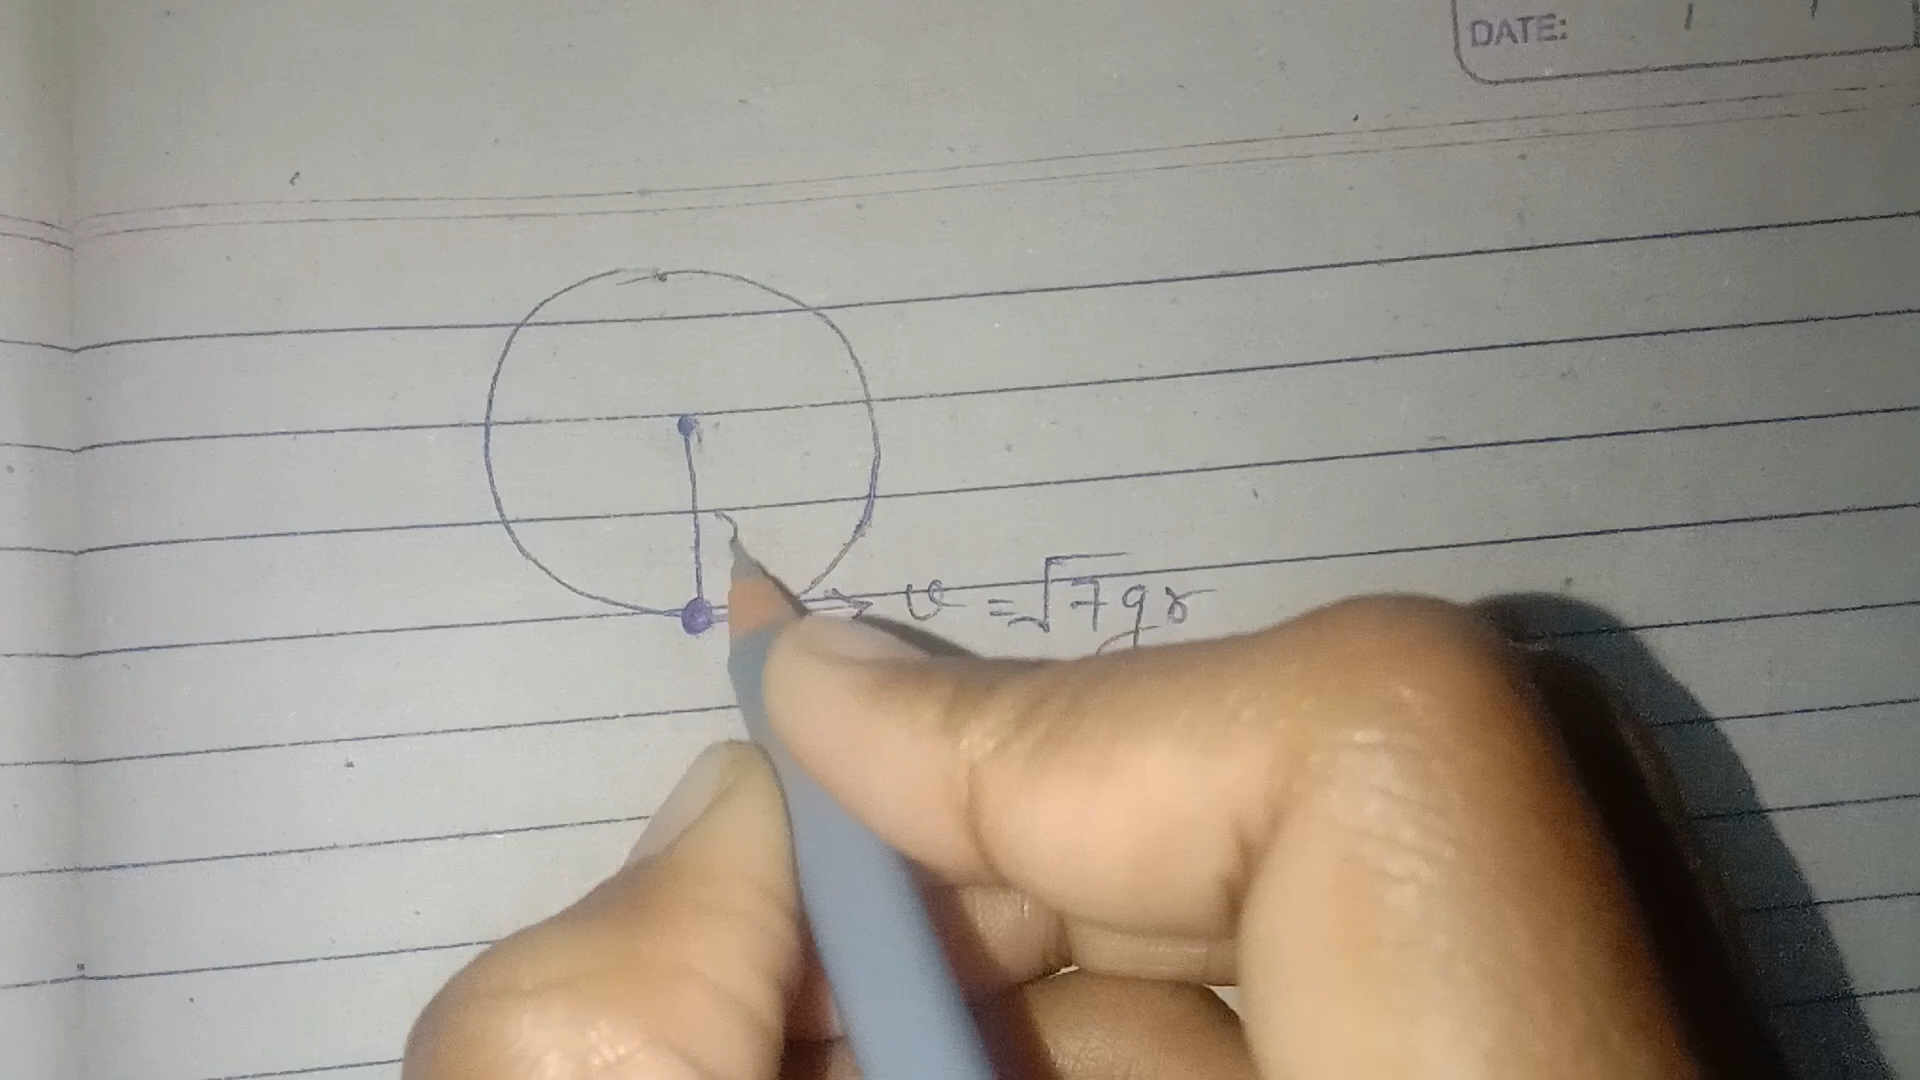 DATE: / /
v = √7gr